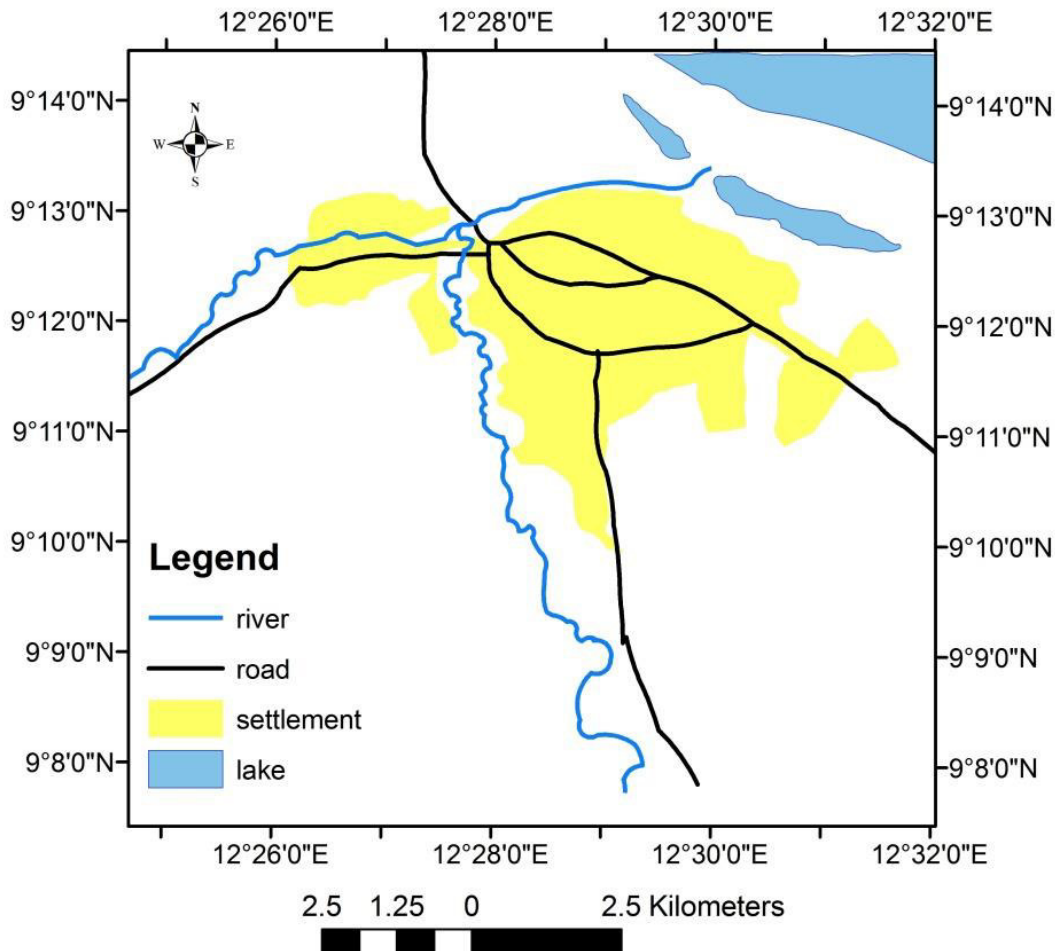 12°26'0"E 12°28'0"E 12°30'0"E 12°32'0"E
9°14'0"N 9°14'0"N
N
W E
S
9°13'0"N 9°13'0"N
9°12'0"N 9°12'0"N
9°11'0"N 9°11'0"N
9°10'0"N 9°10'0"N
Legend
river
road
9°9'0"N 9°9'0"N
settlement
lake
9°8'0"N 9°8'0"N
12°26'0"E 12°28'0"E 12°30'0"E 12°32'0"E
2.5 1.25 0 2.5 Kilometers